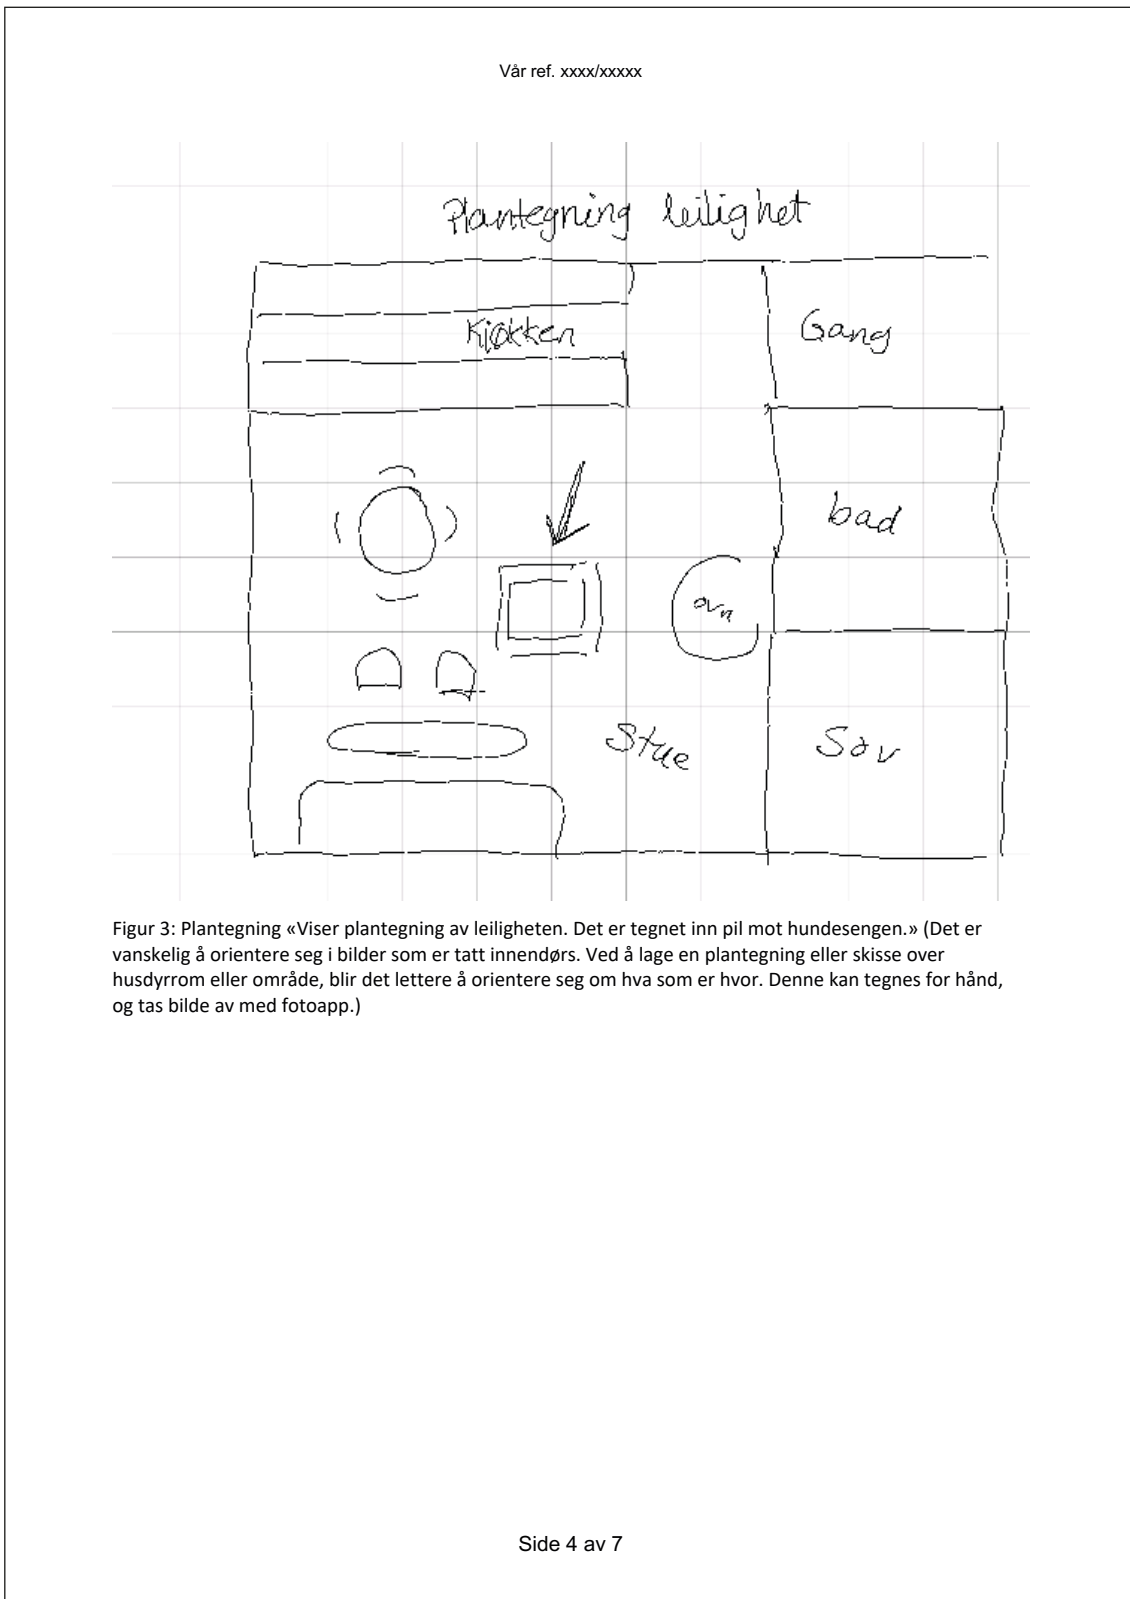 Vår ref. xxxx/xxxxx
Plantegning leilighet
Kjøkken
Gang
bad
ovn
Stue
Sov
Figur 3: Plantegning «Viser plantegning av leiligheten. Det er tegnet inn pil mot hundesengen.» (Det er
vanskelig å orientere seg i bilder som er tatt innendørs. Ved å lage en plantegning eller skisse over
husdyrrom eller område, blir det lettere å orientere seg om hva som er hvor. Denne kan tegnes for hånd,
og tas bilde av med fotoapp.)
Side 4 av 7